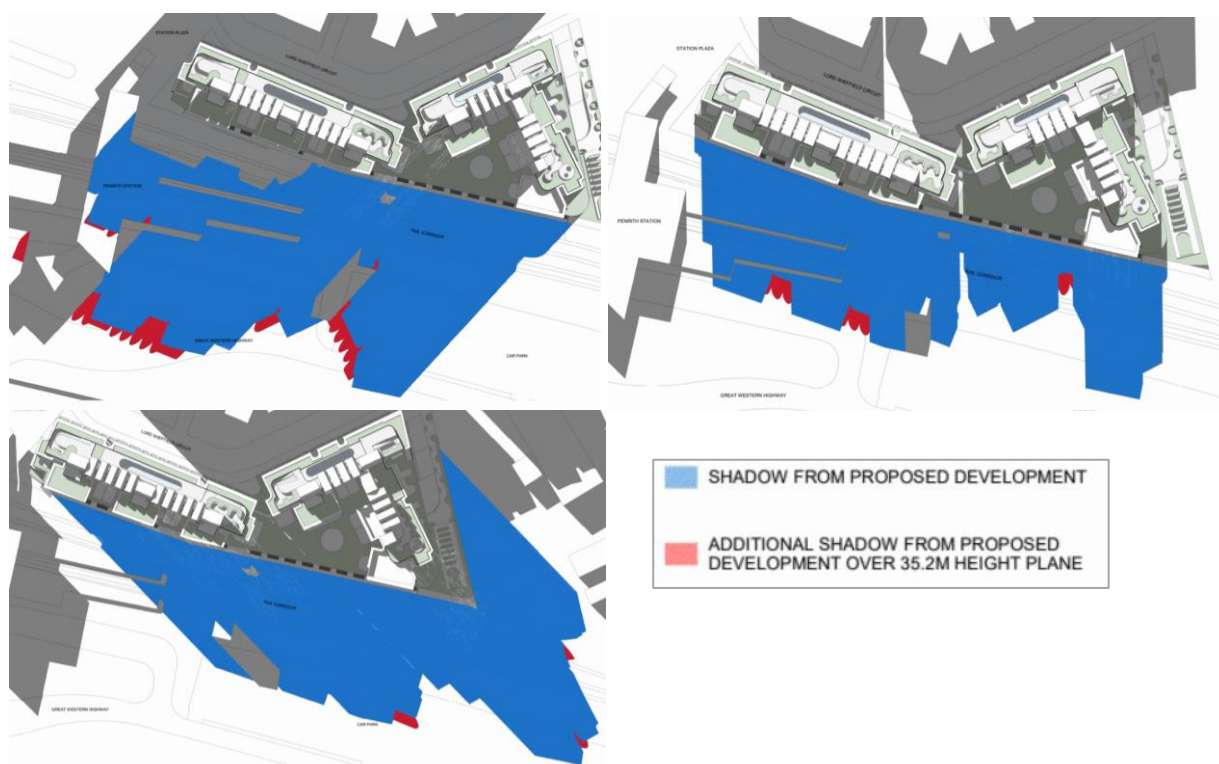 STATION PLAZA
LORD SHEFFIELD CIRCUIT
PENRITH STATION
RAIL CORRIDOR
GREAT WESTERN HIGHWAY
CAR PARK
STATION PLAZA
LORD SHEFFIELD CIRCUIT
PENRITH STATION
RAIL CORRIDOR
GREAT WESTERN HIGHWAY
LORD SHEFFIELD CIRCUIT
RAIL CORRIDOR
GREAT WESTERN HIGHWAY
CAR PARK
SHADOW FROM PROPOSED DEVELOPMENT
ADDITIONAL SHADOW FROM PROPOSED
DEVELOPMENT OVER 35.2M HEIGHT PLANE